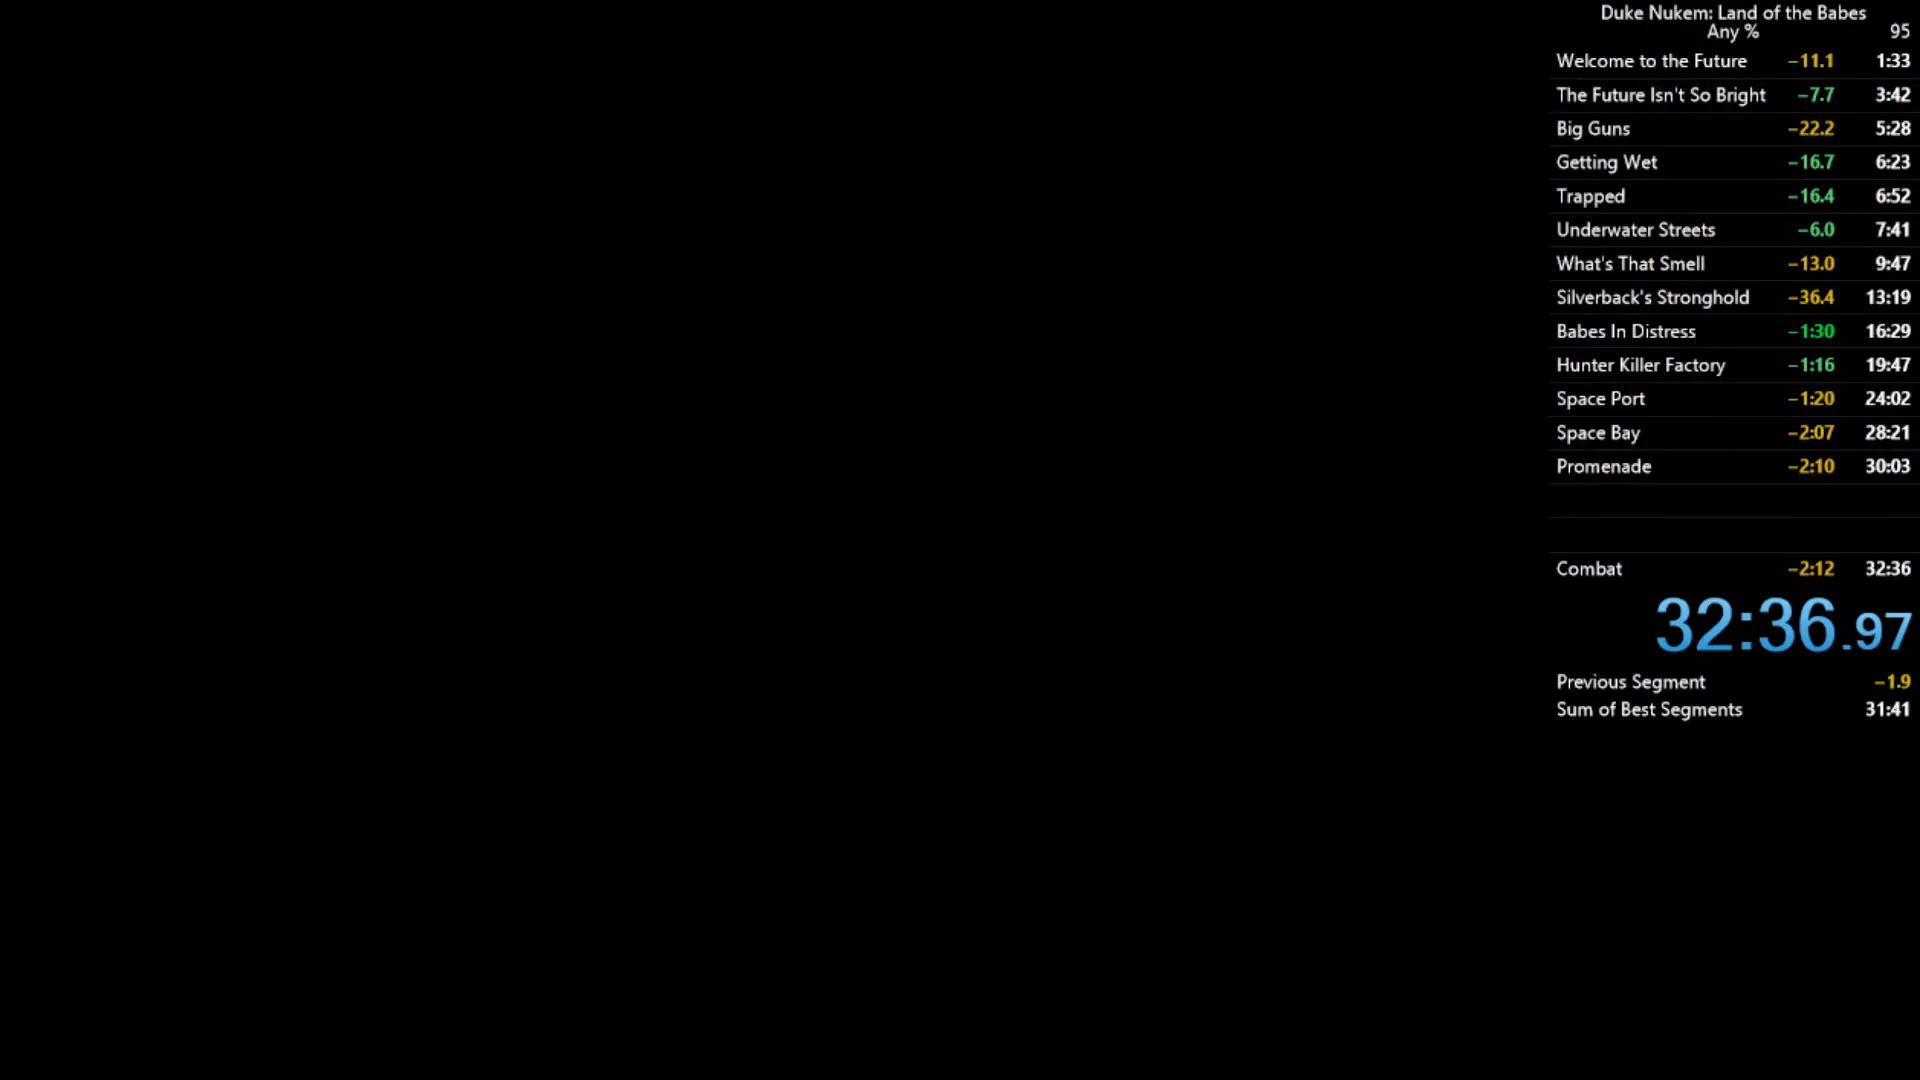 Duke Nukem: Land of the Babes
Any % 95
Welcome to the Future −11.1 1:33
The Future Isn't So Bright −7.7 3:42
Big Guns −22.2 5:28
Getting Wet −16.7 6:23
Trapped −16.4 6:52
Underwater Streets −6.0 7:41
What's That Smell −13.0 9:47
Silverback's Stronghold −36.4 13:19
Babes In Distress −1:30 16:29
Hunter Killer Factory −1:16 19:47
Space Port −1:20 24:02
Space Bay −2:07 28:21
Promenade −2:10 30:03
Combat −2:12 32:36
32:36.97
Previous Segment −1.9
Sum of Best Segments 31:41